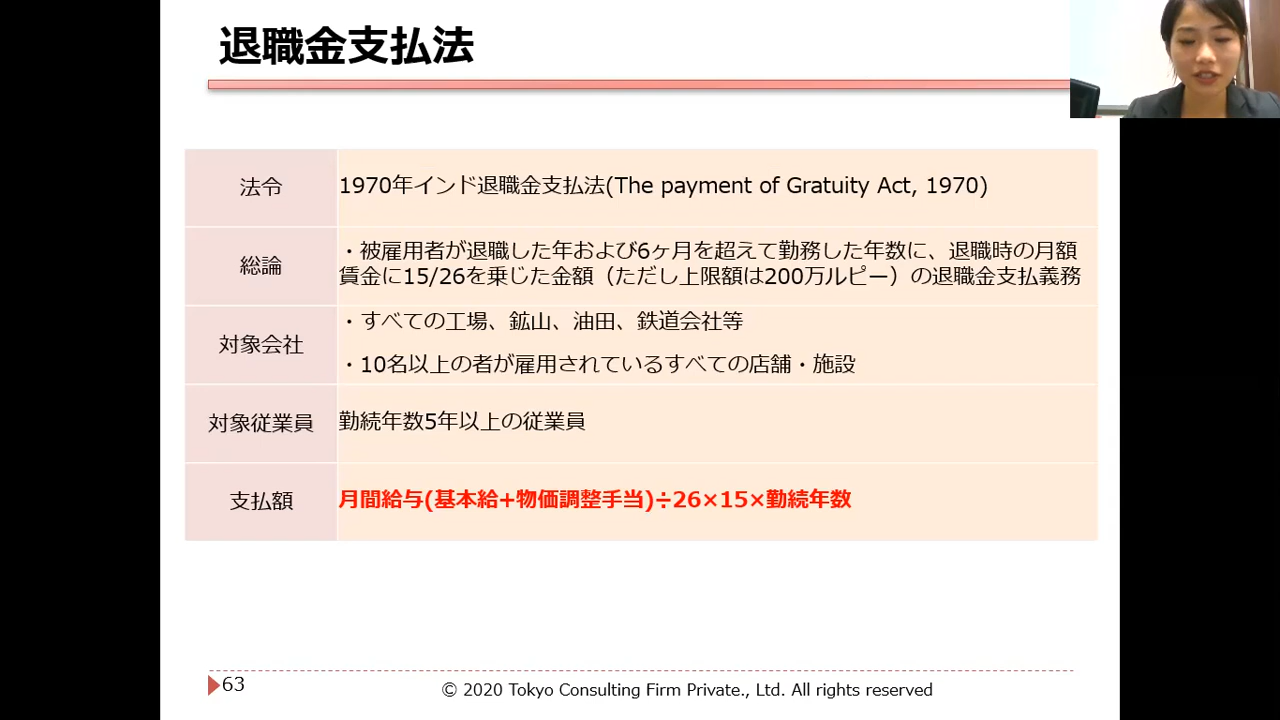 退職金支払法
法令
1970年インド退職金支払法(The payment of Gratuity Act, 1970)
総論
・被雇用者が退職した年および6ヶ月を超えて勤務した年数に、退職時の月額
賃金に15/26を乗じた金額（ただし上限額は200万ルピー）の退職金支払義務
対象会社
・すべての工場、鉱山、油田、鉄道会社等
・10名以上の者が雇用されているすべての店舗・施設
対象従業員
勤続年数5年以上の従業員
支払額
月間給与(基本給+物価調整手当)÷26×15×勤続年数
63
© 2020 Tokyo Consulting Firm Private., Ltd. All rights reserved